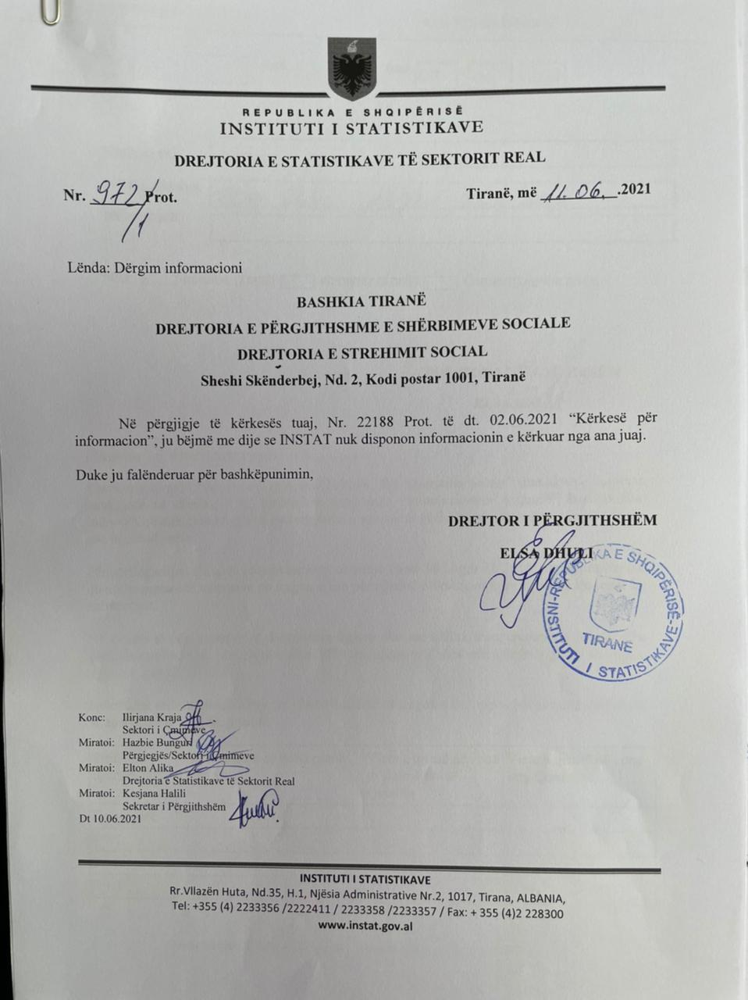 REPUBLIKA E SHQIPËRISË
INSTITUTI I STATISTIKAVE
DREJTORIA E STATISTIKAVE TË SEKTORIT REAL
Nr. 972/1 Prot.
Tiranë, më 11.06..2021
Lënda: Dërgim informacioni
BASHKIA TIRANË
DREJTORIA E PËRGJITHSHME E SHËRBIMEVE SOCIALE
DREJTORIA E STREHIMIT SOCIAL
Sheshi Skënderbej, Nd. 2, Kodi postar 1001, Tiranë
Në përgjigje të kërkesës tuaj, Nr. 22188 Prot. të dt. 02.06.2021 “Kërkesë për
informacion”, ju bëjmë me dije se INSTAT nuk disponon informacionin e kërkuar nga ana juaj.
Duke ju falënderuar për bashkëpunimin,
DREJTOR I PËRGJITHSHËM
ELSA DHULI
REPUBLIKA E SHQIPËRISË-INSTITUTI I STATISTIKAVE-
TIRANË
Konc: Ilirjana Kraja
Sektori i Çmimeve
Miratoi: Hazbie Bunguri
Përgjegjës/Sektori i Çmimeve
Miratoi: Elton Alika
Drejtoria e Statistikave të Sektorit Real
Miratoi: Kesjana Halili
Sekretar i Përgjithshëm
Dt 10.06.2021
INSTITUTI I STATISTIKAVE
Rr.Vllazën Huta, Nd.35, H.1, Njësia Administrative Nr.2, 1017, Tirana, ALBANIA,
Tel: +355 (4) 2233356 /2222411 / 2233358 /2233357 / Fax: + 355 (4)2 228300
www.instat.gov.al